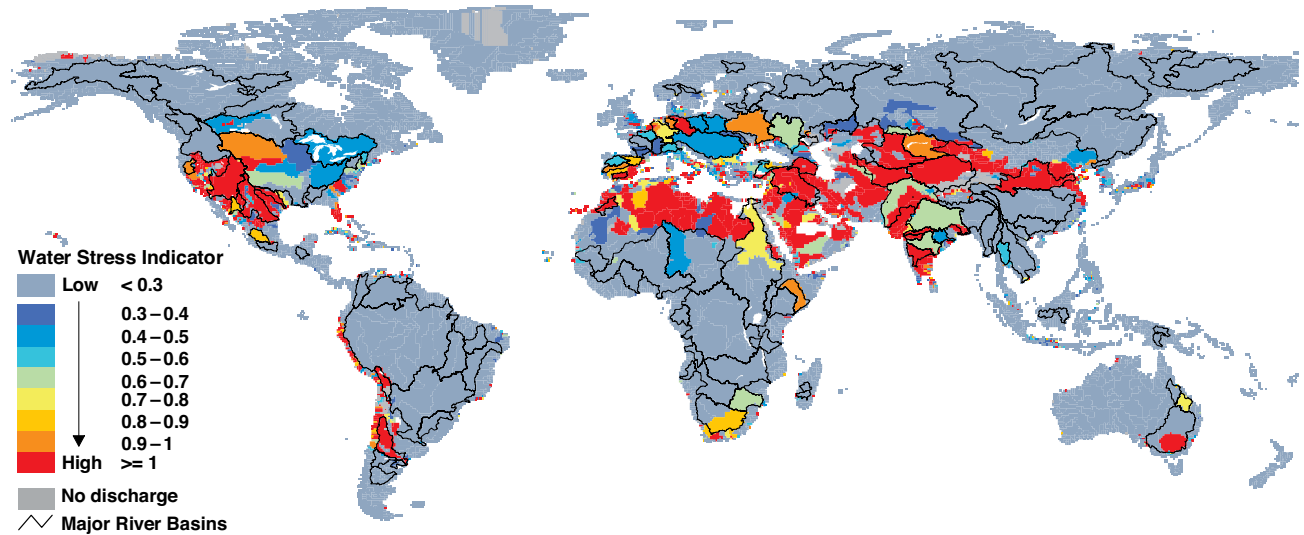 Water Stress Indicator
Low < 0.3
0.3 – 0.4
0.4 – 0.5
0.5 – 0.6
0.6 – 0.7
0.7 – 0.8
0.8 – 0.9
0.9 – 1
High >= 1
No discharge
Major River Basins